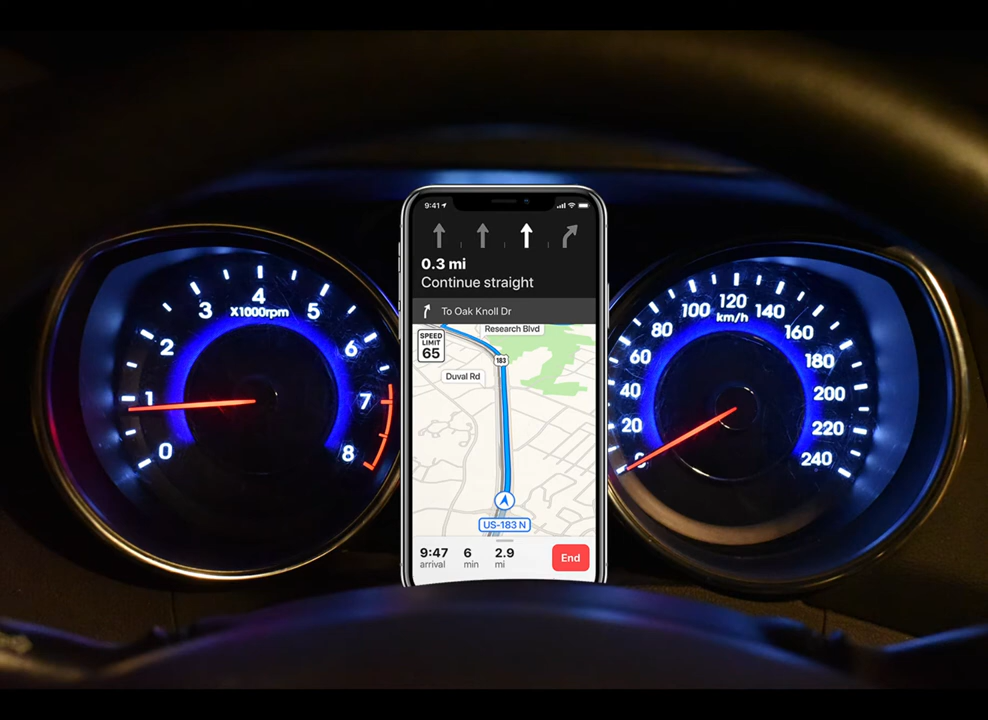 9:41
0.3 mi
Continue straight
To Oak Knoll Dr
Research Blvd
SPEED
LIMIT
65
183
Duval Rd
US-183 N
9:47
arrival
6
min
2.9
mi
End
0
1
2
3
4
5
6
7
8
X1000rpm
0
20
40
60
80
100
120
140
160
180
200
220
240
km/h